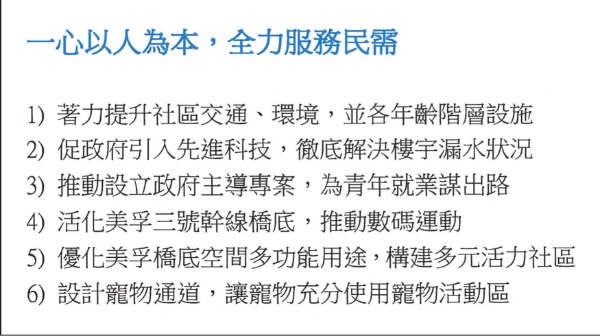 一心以人為本，全力服務民需
1) 著力提升社區交通、環境，並各年齡階層設施
2) 促政府引入先進科技，徹底解決樓宇漏水狀況
3) 推動設立政府主導專案，為青年就業謀出路
4) 活化美孚三號幹線橋底，推動數碼運動
5) 優化美孚橋底空間多功能用途，構建多元活力社區
6) 設計寵物通道，讓寵物充分使用寵物活動區